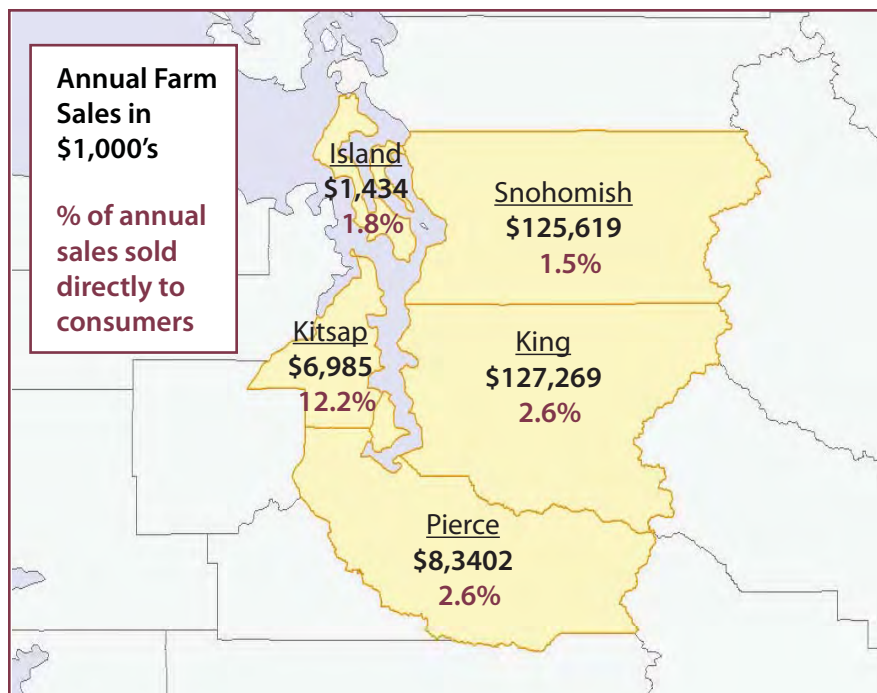 Annual Farm
Sales in
$1,000's
% of annual
sales sold
directly to
consumers
Island
$1,434
1.8%
Snohomish
$125,619
1.5%
Kitsap
$6,985
12.2%
King
$127,269
2.6%
Pierce
$8,3402
2.6%